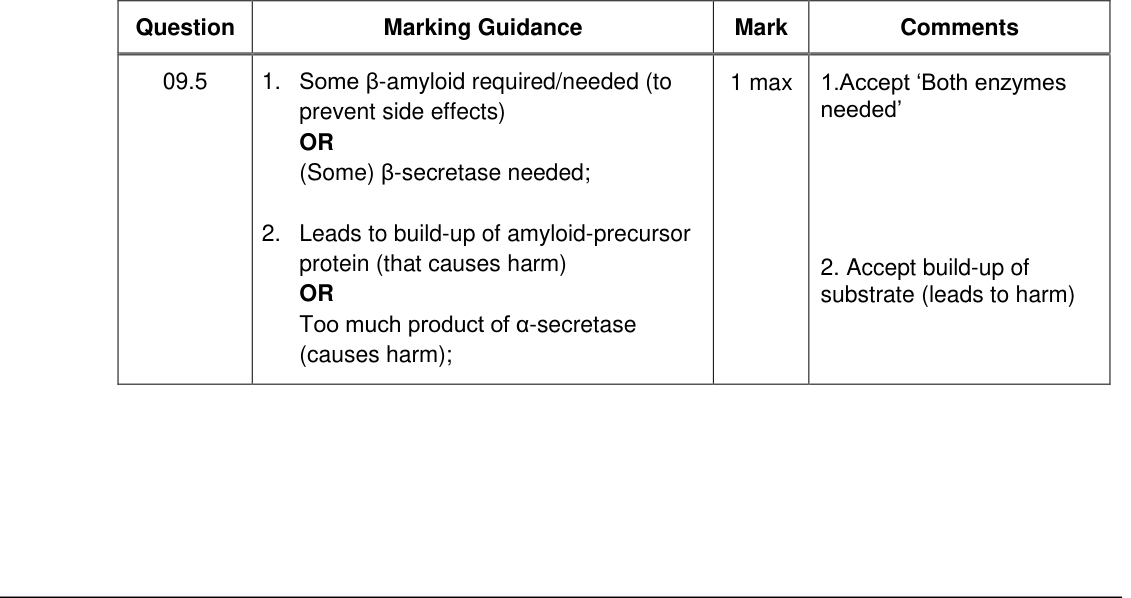 Question Marking Guidance Mark Comments
09.5 1. Some β-amyloid required/needed (to 1 max 1.Accept ‘Both enzymes
prevent side effects) needed’
OR
(Some) β-secretase needed;
2. Leads to build-up of amyloid-precursor
protein (that causes harm) 2. Accept build-up of
OR substrate (leads to harm)
Too much product of α-secretase
(causes harm);